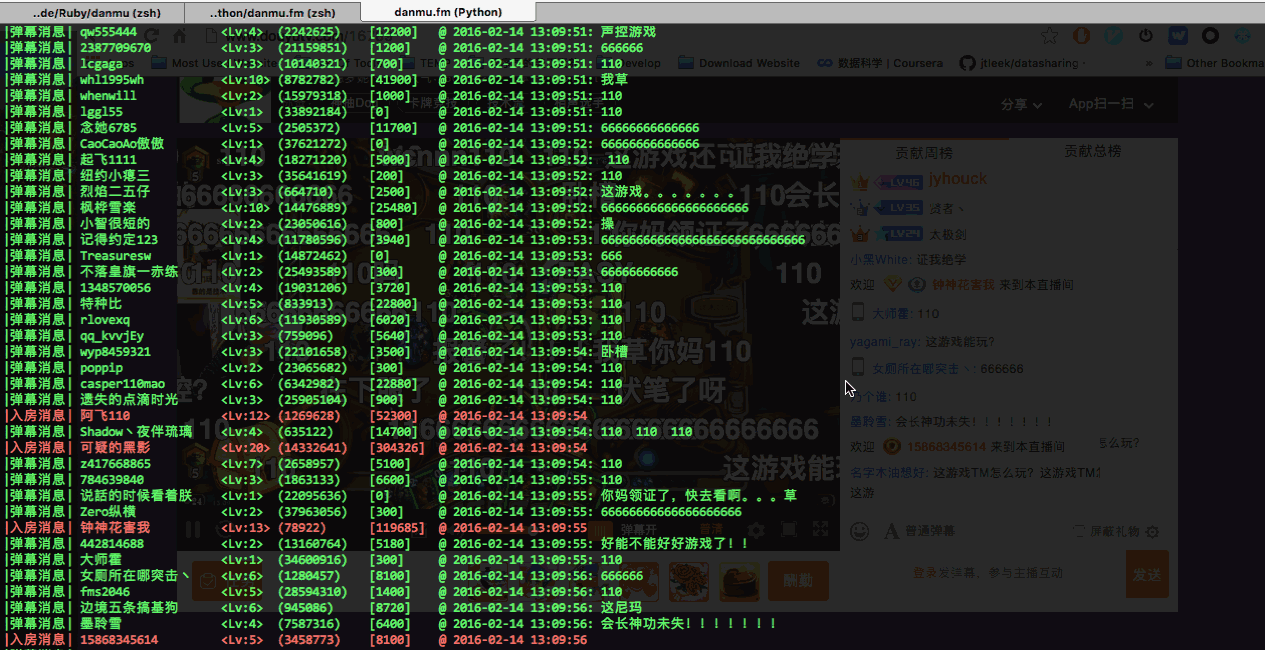 ..de/Ruby/danmu (zsh)    ..thon/danmu.fm (zsh)    danmu.fm (Python)
|弹幕消息| qw555444 <Lv:4> (2242625) [12200] @ 2016-02-14 13:09:51: 声控游戏
|弹幕消息| 2387709670 <Lv:3> (21159851) [1200] @ 2016-02-14 13:09:51: 666666
|弹幕消息| lcgaga <Lv:3> (10140321) [700] @ 2016-02-14 13:09:51: 110
|弹幕消息| whl1995wh <Lv:10> (8782782) [41900] @ 2016-02-14 13:09:51: 我草
|弹幕消息| whenwill <Lv:2> (15979318) [1000] @ 2016-02-14 13:09:51: 110
|弹幕消息| lggl55 <Lv:1> (33892184) [0] @ 2016-02-14 13:09:51: 110
|弹幕消息| 念她6785 <Lv:5> (2505372) [11700] @ 2016-02-14 13:09:51: 66666666666666
|弹幕消息| CaoCaoAo傲傲 <Lv:1> (37621272) [0] @ 2016-02-14 13:09:52: 66666666666666
|弹幕消息| 起飞1111 <Lv:4> (18271220) [5000] @ 2016-02-14 13:09:52: 110
|弹幕消息| 纽约小瘪三 <Lv:3> (35641619) [200] @ 2016-02-14 13:09:52: 110
|弹幕消息| 烈焰二五仔 <Lv:3> (664710) [2500] @ 2016-02-14 13:09:52: 这游戏。。。。。。。
|弹幕消息| 枫桦雪楽 <Lv:10> (14476889) [25480] @ 2016-02-14 13:09:52: 666666666666666666666
|弹幕消息| 小智很短的 <Lv:2> (23050616) [800] @ 2016-02-14 13:09:52: 操
|弹幕消息| 记得约定123 <Lv:4> (11780596) [3940] @ 2016-02-14 13:09:52: 66666666666666666666666666666
|弹幕消息| Treasuresw <Lv:1> (14872462) [0] @ 2016-02-14 13:09:53: 666
|弹幕消息| 不落皇旗一赤练 <Lv:2> (25493589) [300] @ 2016-02-14 13:09:53: 66666666666
|弹幕消息| 1348570056 <Lv:4> (19031206) [3720] @ 2016-02-14 13:09:53: 110
|弹幕消息| 特种比 <Lv:5> (833913) [22800] @ 2016-02-14 13:09:53: 110
|弹幕消息| rlovexq <Lv:6> (11930589) [6020] @ 2016-02-14 13:09:53: 110
|弹幕消息| qq_kvvjEy <Lv:3> (759096) [5640] @ 2016-02-14 13:09:53: 110
|弹幕消息| wyp8459321 <Lv:3> (22101658) [3500] @ 2016-02-14 13:09:54: 卧槽
|弹幕消息| poppip <Lv:2> (23065682) [300] @ 2016-02-14 13:09:54: 110
|弹幕消息| casper110mao <Lv:6> (6342982) [22880] @ 2016-02-14 13:09:54: 110
|弹幕消息| 遗失的点滴时光 <Lv:3> (25905104) [900] @ 2016-02-14 13:09:54: 110
|入房消息| 阿飞110 <Lv:12> (1269628) [52300] @ 2016-02-14 13:09:54
|弹幕消息| Shadow丶夜伴琉璃 <Lv:4> (635122) [14700] @ 2016-02-14 13:09:54: 110 110 110
|入房消息| 可疑的黑影 <Lv:20> (14332641) [304326] @ 2016-02-14 13:09:54
|弹幕消息| z417668865 <Lv:7> (2658957) [5100] @ 2016-02-14 13:09:54: 110
|弹幕消息| 784639840 <Lv:3> (1863133) [6600] @ 2016-02-14 13:09:55: 110
|弹幕消息| 说話的时候看着朕 <Lv:1> (22095636) [0] @ 2016-02-14 13:09:55: 你妈领证了，快去看啊。。。草
|弹幕消息| Zero纵横 <Lv:2> (37963056) [300] @ 2016-02-14 13:09:55: 66666666666666666666
|入房消息| 钟神花害我 <Lv:13> (78922) [119685] @ 2016-02-14 13:09:55
|弹幕消息| 442814688 <Lv:2> (13160764) [5180] @ 2016-02-14 13:09:55: 好能不能好好游戏了！！
|弹幕消息| 大师霍 <Lv:1> (34600916) [300] @ 2016-02-14 13:09:55: 110
|弹幕消息| 女厕所在哪突击丶 <Lv:6> (1280457) [8100] @ 2016-02-14 13:09:56: 666666
|弹幕消息| fms2046 <Lv:5> (28594310) [1400] @ 2016-02-14 13:09:56: 110
|弹幕消息| 边境五条搞基狗 <Lv:6> (945086) [8720] @ 2016-02-14 13:09:56: 这尼玛
|弹幕消息| 墨聆雪 <Lv:4> (7587316) [6400] @ 2016-02-14 13:09:56: 会长神功未失！！！！！！！
|入房消息| 15868345614 <Lv:5> (3458773) [8100] @ 2016-02-14 13:09:56
Download Website
数据科学 | Coursera
jtleek/datasharing ·
Other Bookma
分享
App扫一扫
贡献周榜 贡献总榜
LV46 jyhouck
LV35 贤者丶
LV24 太极剑
小黑White: 证我绝学
欢迎 钟神花害我 来到本直播间
大师霍: 110
yagami_ray: 这游戏能玩?
女厕所在哪突击丶: 666666
110
墨聆雪: 会长神功未失！！！！！！！
欢迎 15868345614 来到本直播间
名字木油想好: 这游戏TM怎么玩？这游戏TM
这游
普通弹幕
屏蔽礼物
登录发弹幕，参与主播互动
发送
酬勤